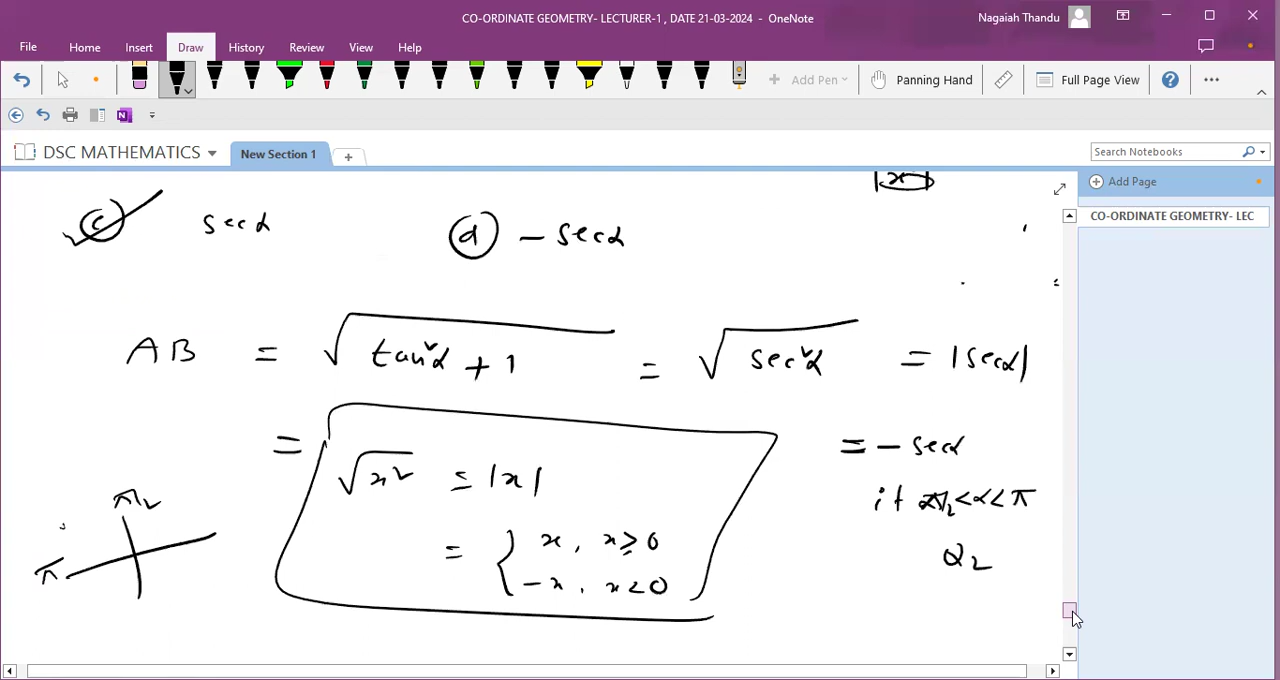 CO-ORDINATE GEOMETRY- LECTURER-1 , DATE 21-03-2024 - OneNote
Nagaiah Thandu
File Home Insert Draw History Review View Help
Add Pen
Panning Hand
Full Page View
DSC MATHEMATICS
New Section 1
Search Notebooks
Add Page
CO-ORDINATE GEOMETRY- LEC
|x|
(c) secα (d) - secα
AB = √(tan²α + 1) = √(sec²α) = |secα|
= √x² = |x| = - secα
π/2 if π/2<α<π
π = { x, x≥0 Q2
-x, x<0